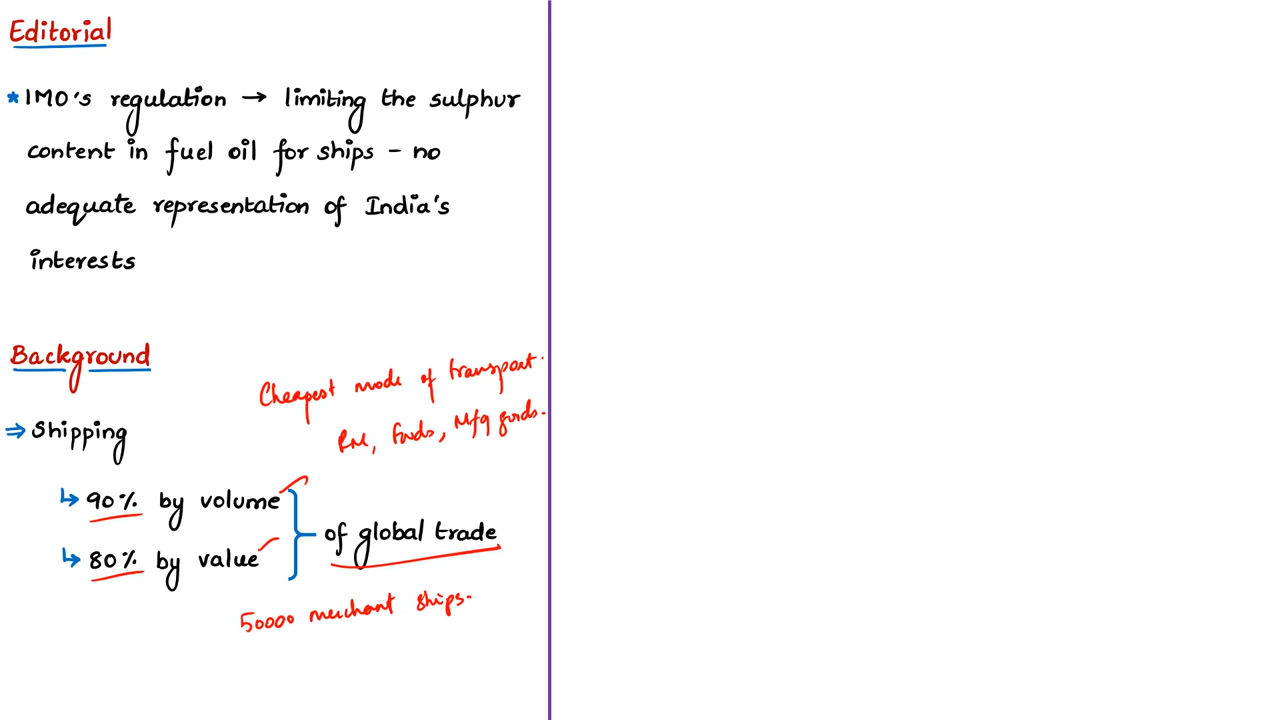 Editorial
* IMO's regulation → limiting the sulphur
content in fuel oil for ships - no
adequate representation of India's
interests
Background
Cheapest mode of transport.
⇒ Shipping
RM, Foods, Mfg goods.
↳ 90% by volume
↳ 80% by value
of global trade
50000 merchant ships.